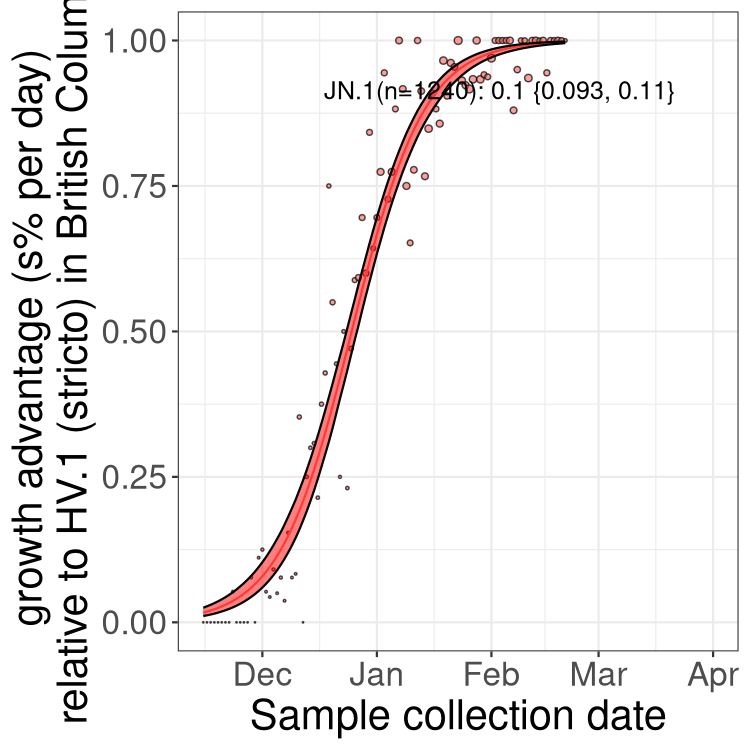 growth advantage (s% per day)
relative to HV.1 (stricto) in British Colum
1.00
0.75
0.50
0.25
0.00
JN.1(n=1240): 0.1 {0.093, 0.11}
Dec Jan Feb Mar Apr
Sample collection date